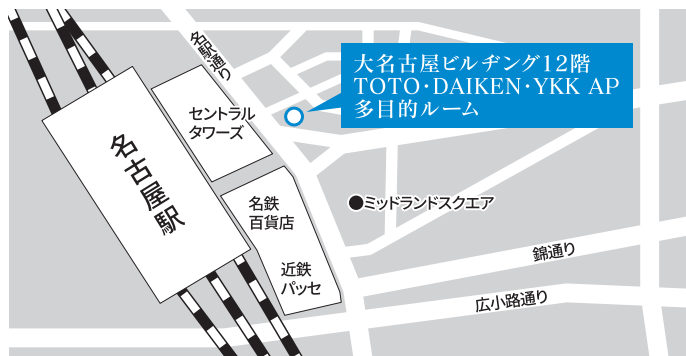 名駅通り
大名古屋ビルヂング12階
TOTO・DAIKEN・YKK AP
多目的ルーム
セントラル
タワーズ
名古屋駅
名鉄
百貨店
ミッドランドスクエア
近鉄
パッセ
錦通り
広小路通り